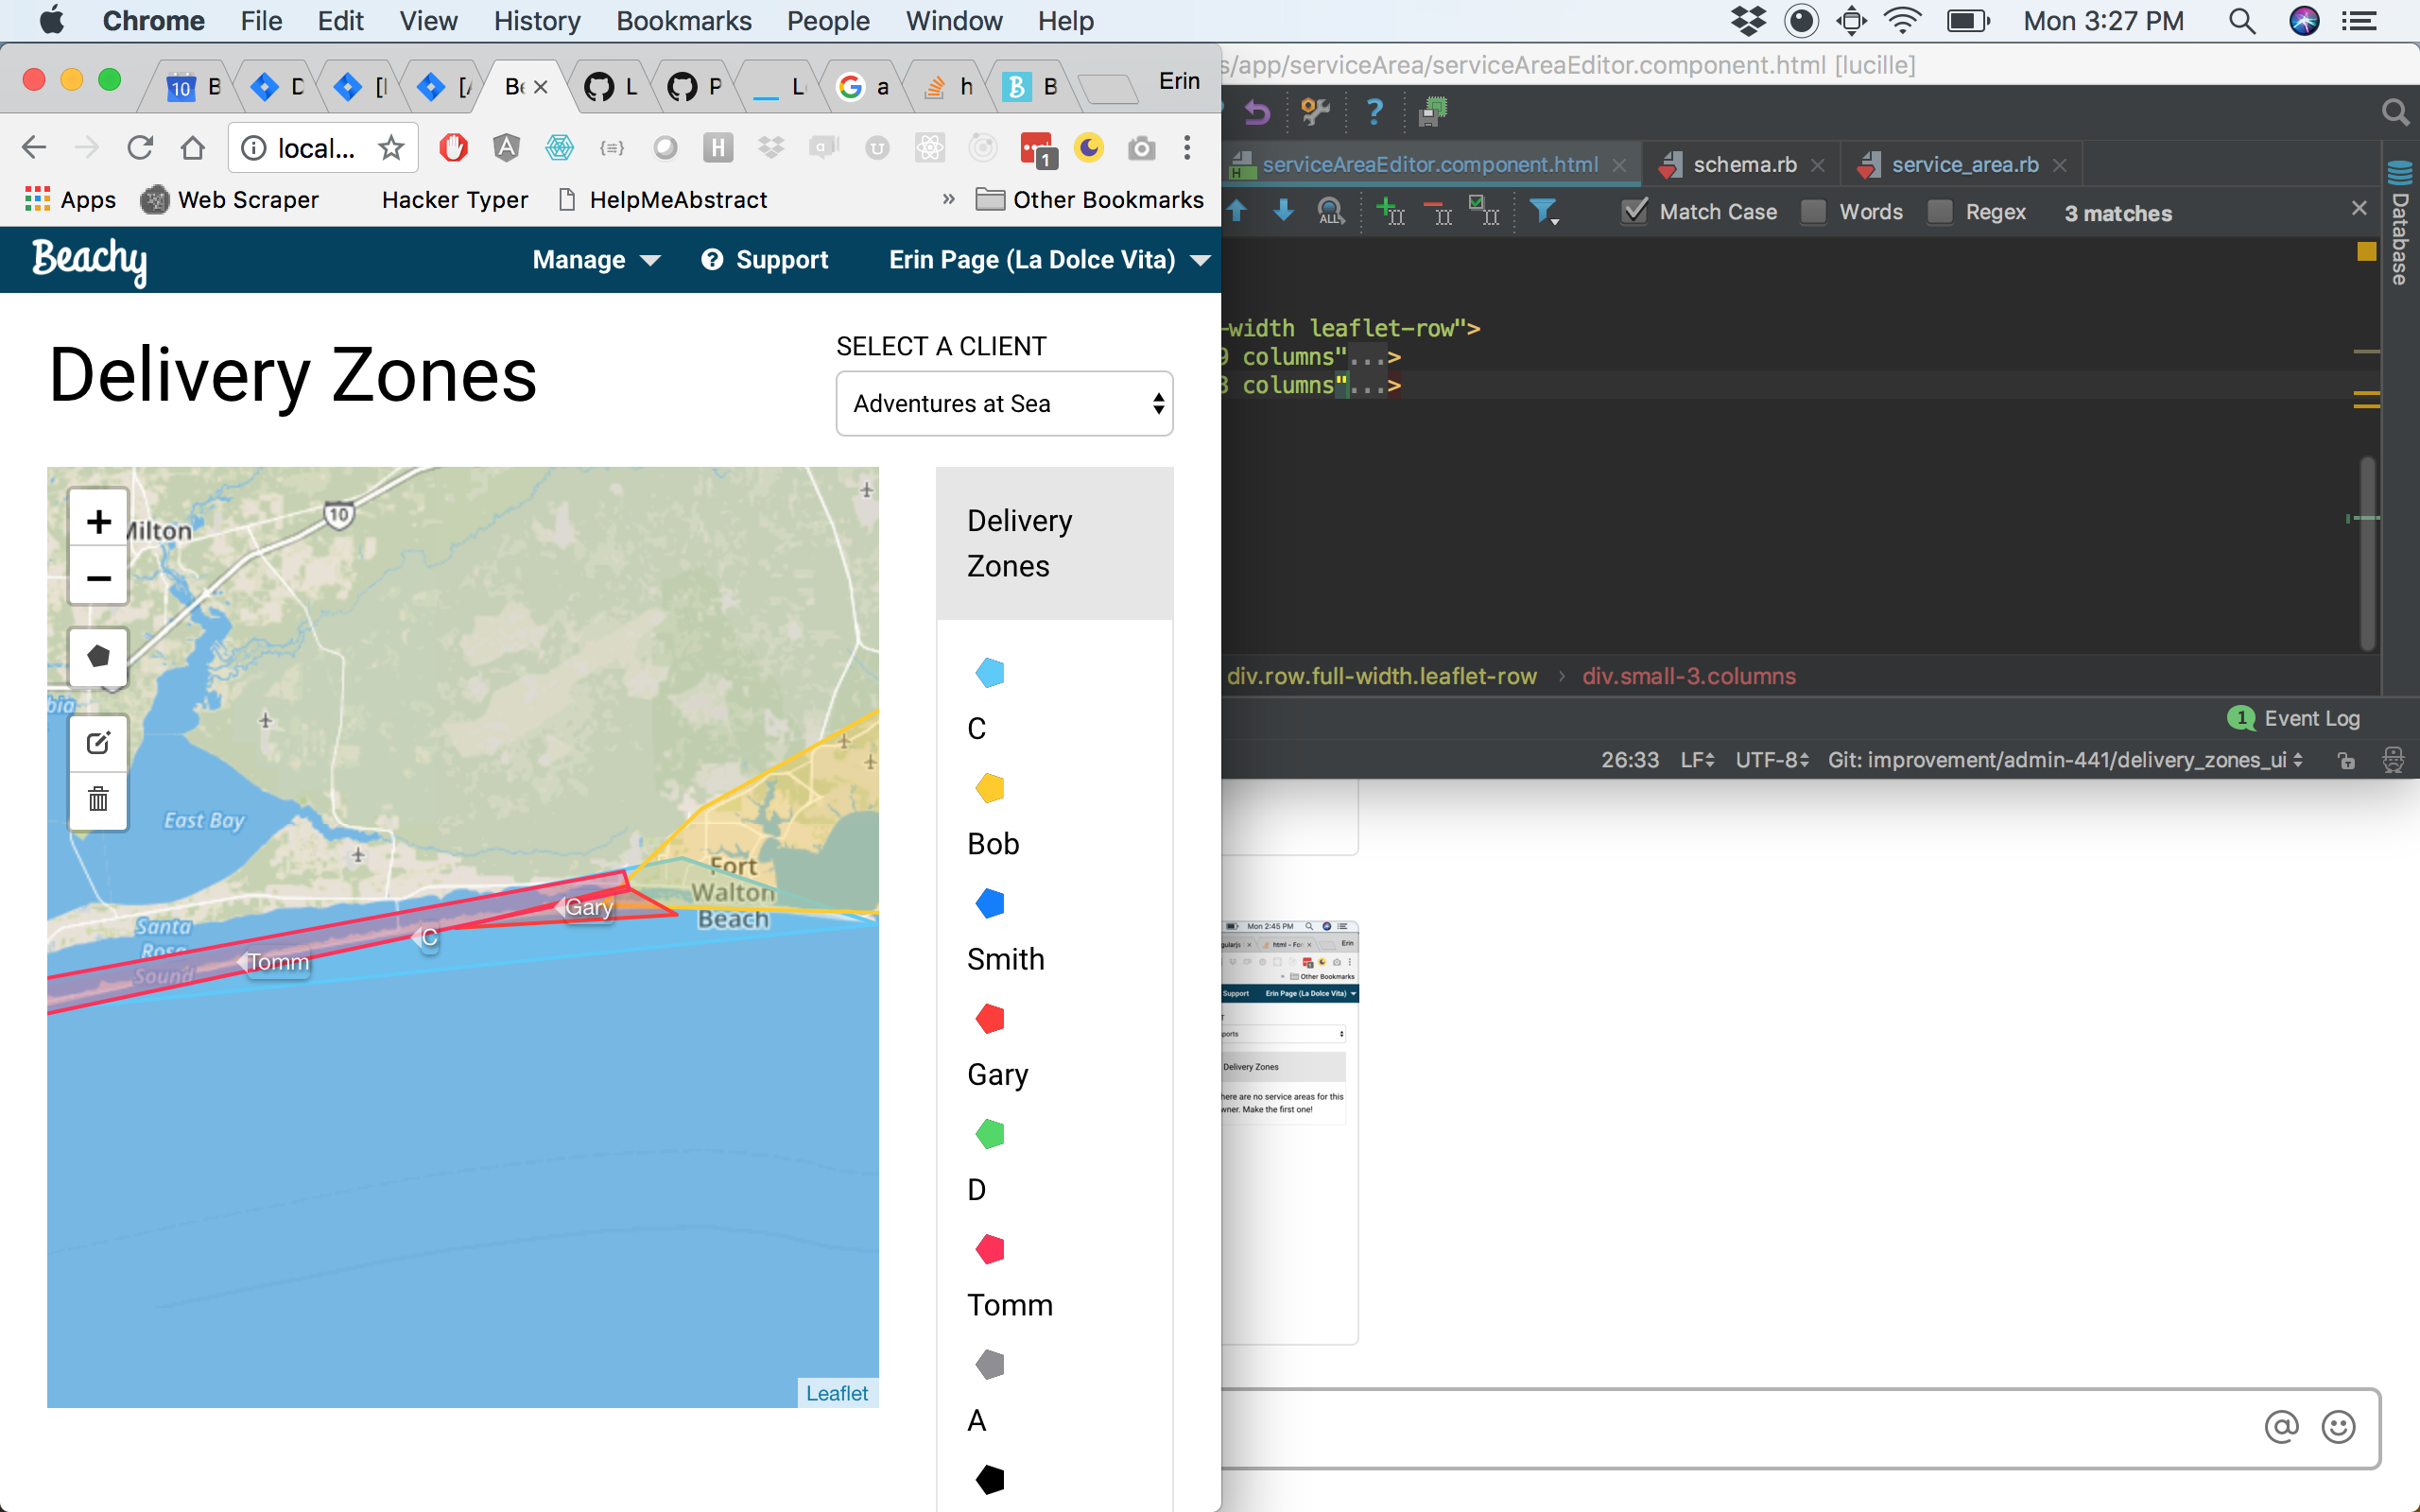 Chrome File Edit View History Bookmarks People Window Help Mon 3:27 PM
10 B D [I [A Be L P L a h B Erin
local...
1
Apps Web Scraper Hacker Typer HelpMeAbstract » Other Bookmarks
Beachy Manage Support Erin Page (La Dolce Vita)
Delivery Zones
SELECT A CLIENT
Adventures at Sea
+
−
Milton
10
East Bay
Santa
Rosa
Sound
Fort
Walton
Beach
Gary
C
Tomm
Leaflet
Delivery
Zones
C
Bob
Smith
Gary
D
Tomm
A
s/app/serviceArea/serviceAreaEditor.component.html [lucille]
serviceAreaEditor.component.html schema.rb service_area.rb
Match Case Words Regex 3 matches
Database
-width leaflet-row">
9 columns"...>
3 columns"...>
div.row.full-width.leaflet-row › div.small-3.columns
1 Event Log
26:33 LF UTF-8 Git: improvement/admin-441/delivery_zones_ui
Mon 2:45 PM
gularjs html - For Erin
Other Bookmarks
Support Erin Page (La Dolce Vita)
ports
Delivery Zones
here are no service areas for this
wner. Make the first one!
@